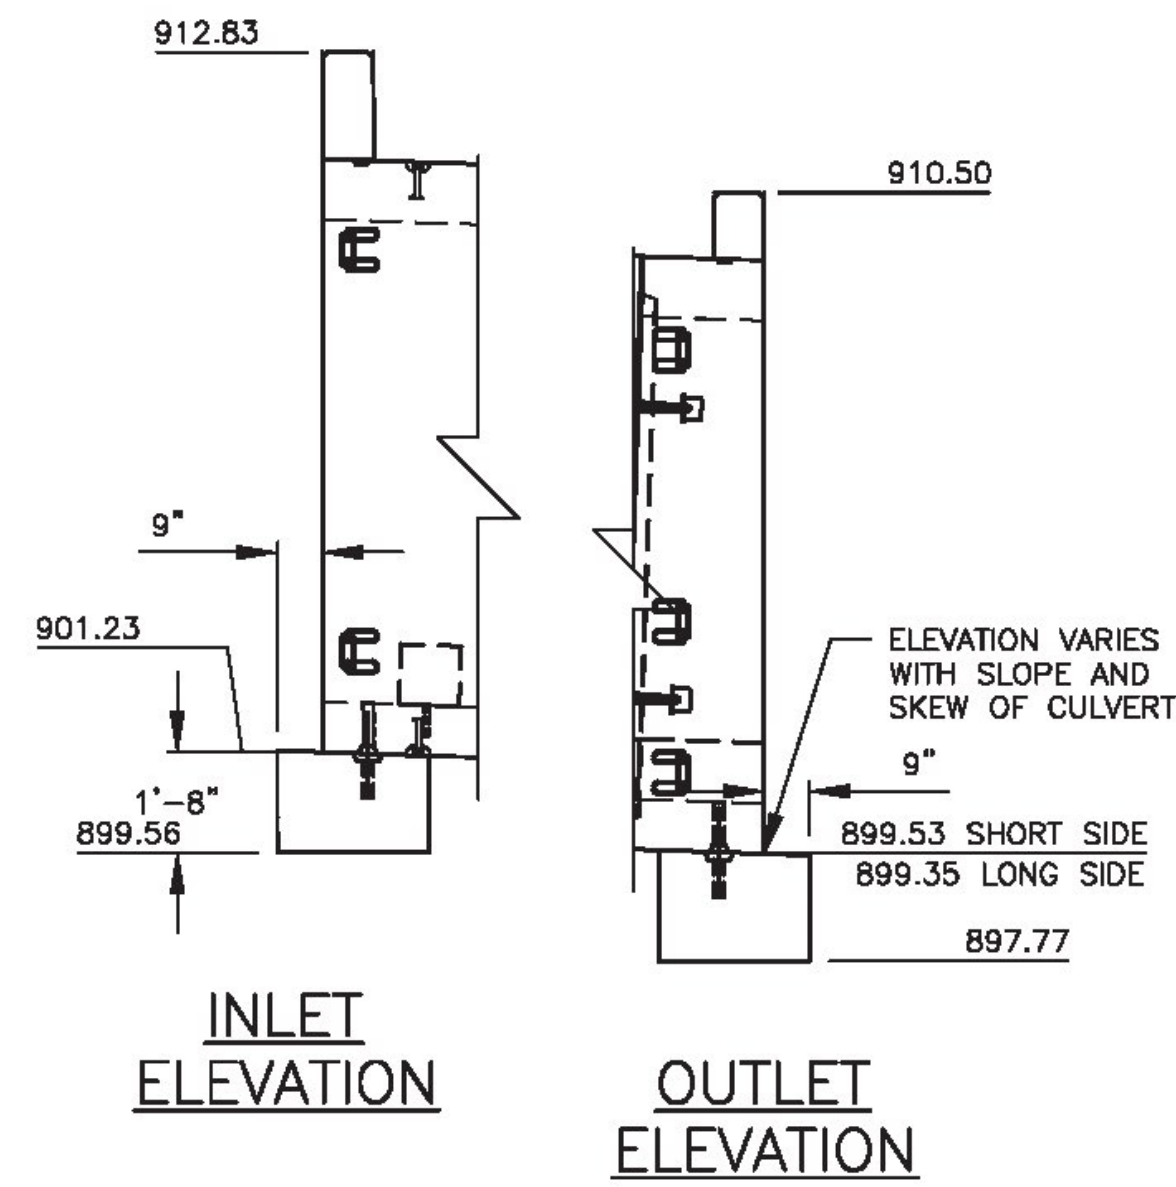 912.83
910.50
9"
901.23
ELEVATION VARIES
WITH SLOPE AND
SKEW OF CULVERT
9"
1'-8"
899.56
899.53 SHORT SIDE
899.35 LONG SIDE
897.77
INLET
ELEVATION
OUTLET
ELEVATION